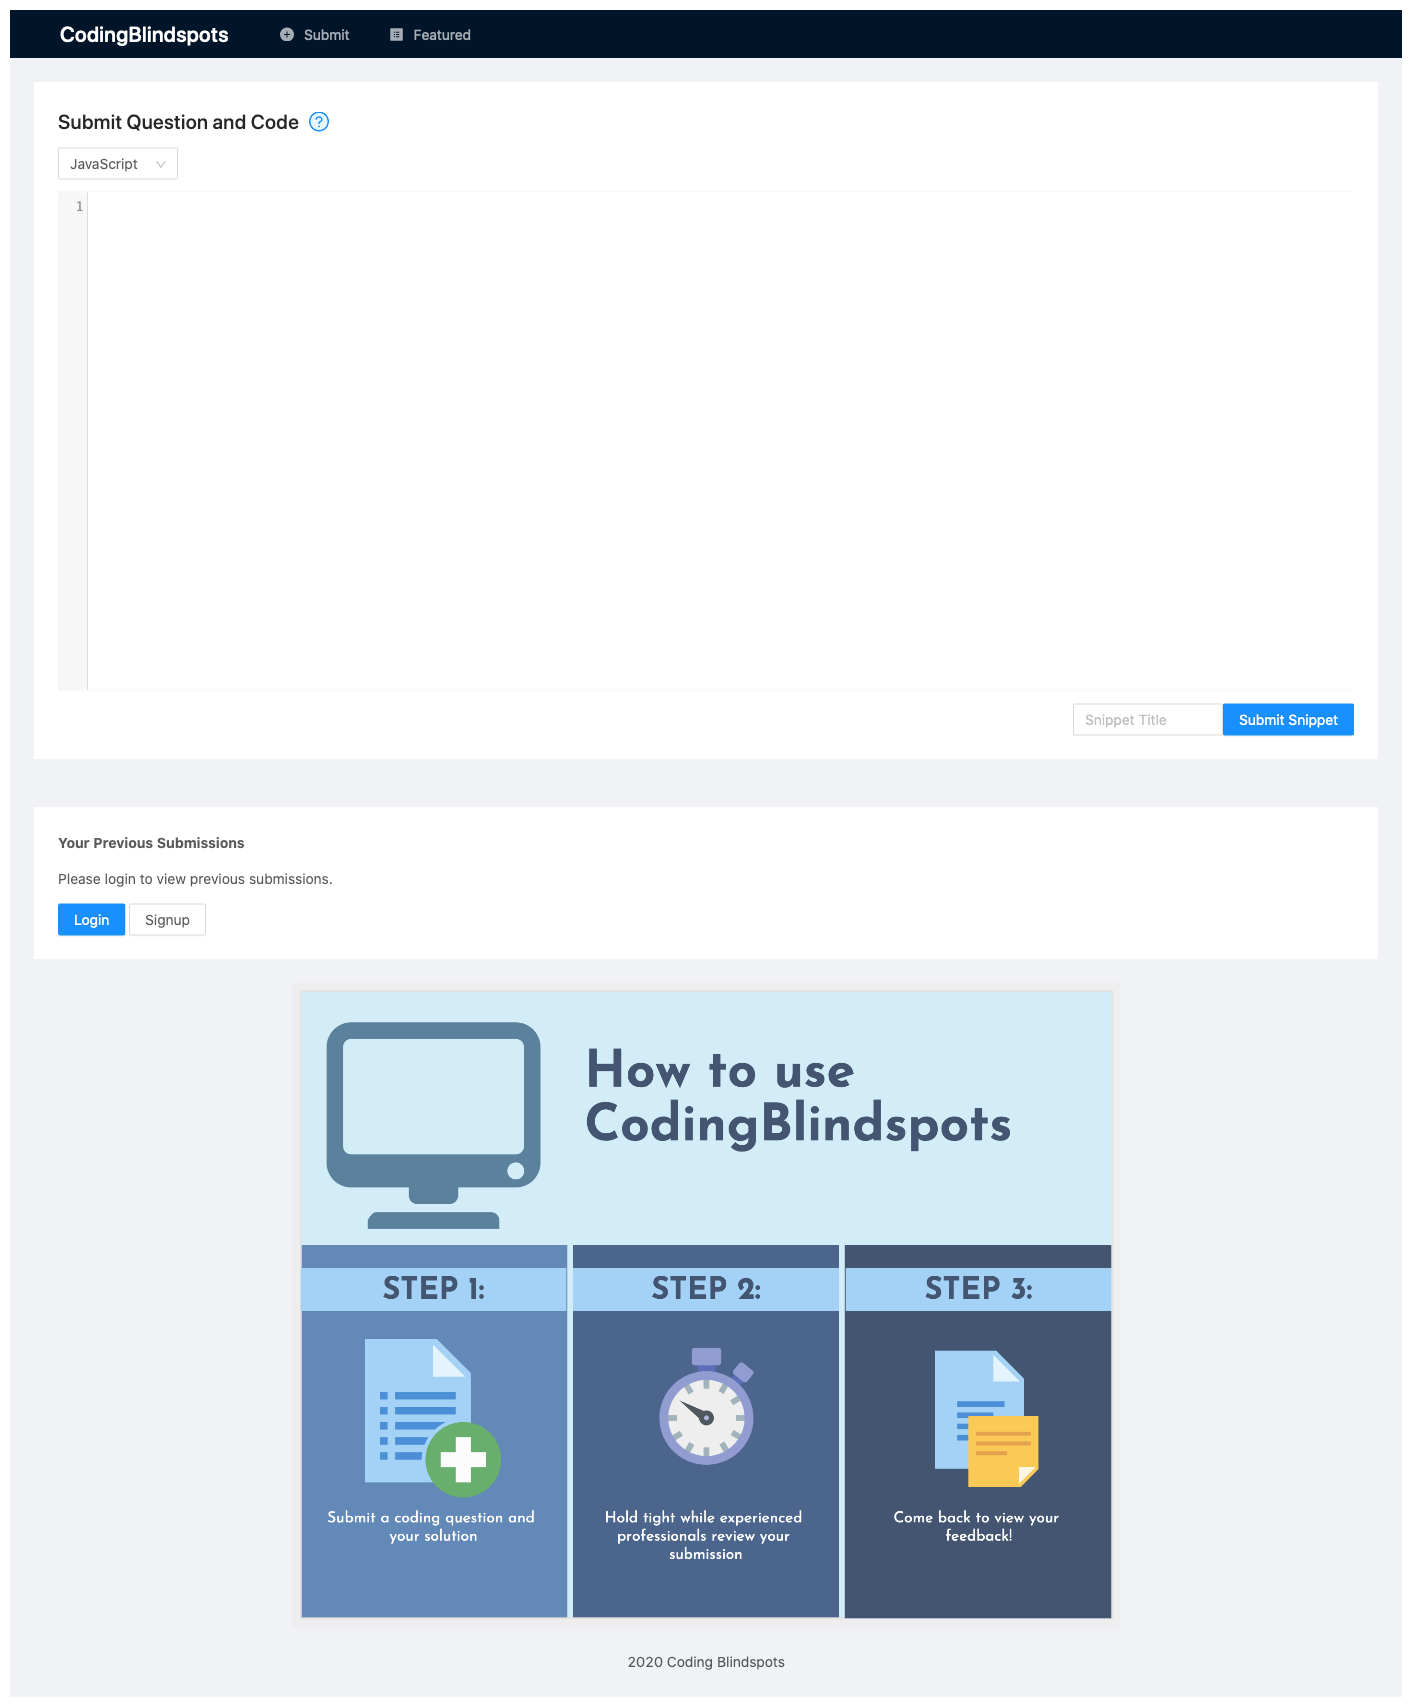 CodingBlindspots
Submit
Featured
Submit Question and Code
JavaScript
1
Snippet Title
Submit Snippet
Your Previous Submissions
Please login to view previous submissions.
Login
Signup
How to use
CodingBlindspots
STEP 1:
Submit a coding question and
your solution
STEP 2:
Hold tight while experienced
professionals review your
submission
STEP 3:
Come back to view your
feedback!
2020 Coding Blindspots